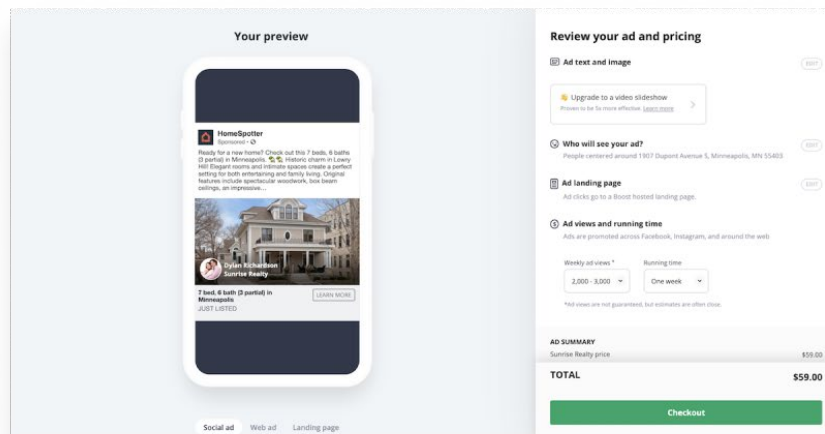 Your preview
HomeSpotter
Sponsored •
Ready for a new home? Check out this 7 beds, 6 baths
(3 partial) in Minneapolis. Historic charm in Lowry
Hill! Elegant rooms and intimate spaces create a perfect
setting for both entertaining and family living. Original
features include spectacular woodwork, box beam
ceilings, an impressive...
Dylan Richardson
Sunrise Realty
7 bed, 6 bath (3 partial) in
Minneapolis
JUST LISTED
LEARN MORE
Social ad
Web ad
Landing page
Review your ad and pricing
Ad text and image
EDIT
Upgrade to a video slideshow
Proven to be 5x more effective. Learn more
Who will see your ad?
EDIT
People centered around 1907 Dupont Avenue S, Minneapolis, MN 55403
Ad landing page
EDIT
Ad clicks go to a Boost hosted landing page.
Ad views and running time
Ads are promoted across Facebook, Instagram, and around the web
Weekly ad views *
Running time
2,000 - 3,000
One week
*Ad views are not guaranteed, but estimates are often close.
AD SUMMARY
Sunrise Realty price
$59.00
TOTAL
$59.00
Checkout